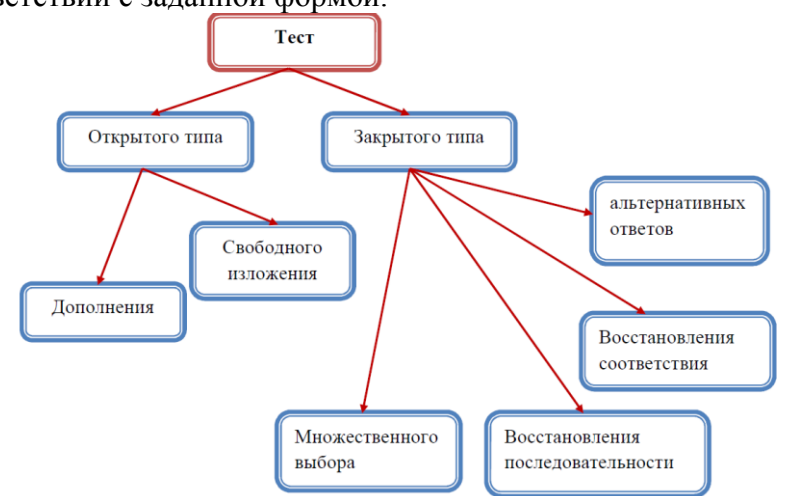 ветствии с заданной формой.
Тест
Открытого типа
Закрытого типа
альтернативных
ответов
Свободного
изложения
Дополнения
Восстановления
соответствия
Множественного
выбора
Восстановления
последовательности